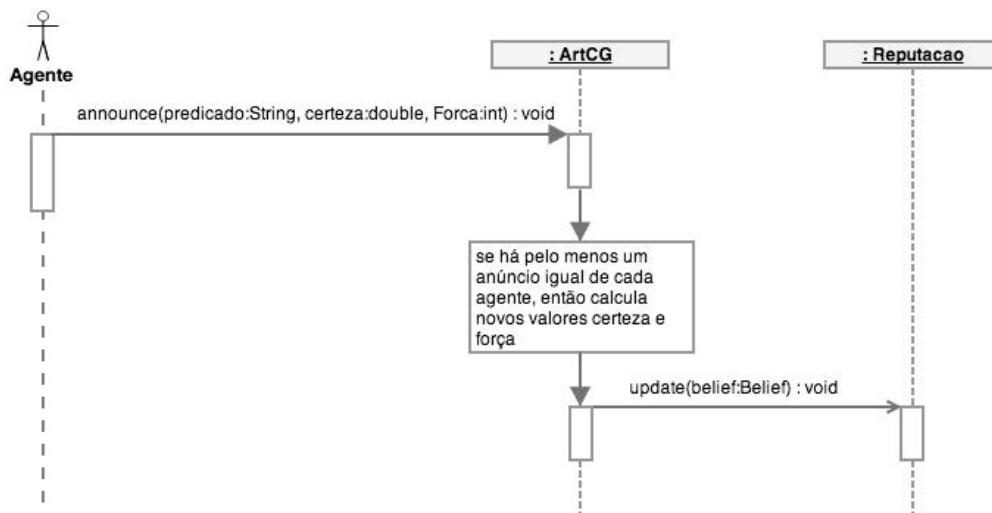 Agente
: ArtCG
: Reputacao
announce(predicado:String, certeza:double, Forca:int) : void
se há pelo menos um
anúncio igual de cada
agente, então calcula
novos valores certeza e
força
update(belief:Belief) : void